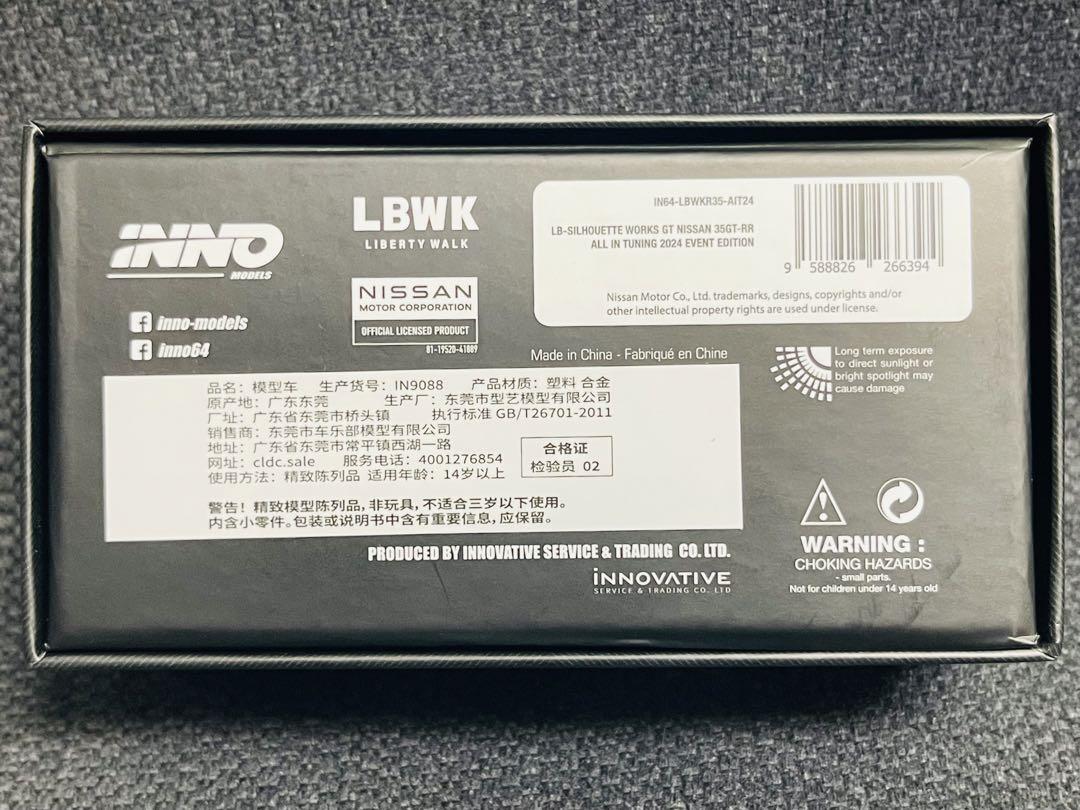 INNO
MODELS
inno-models
inno64
LBWK
LIBERTY WALK
NISSAN
MOTOR CORPORATION
OFFICIAL LICENSED PRODUCT
81-19520-41889
IN64-LBWKR35-AIT24
LB-SILHOUETTE WORKS GT NISSAN 35GT-RR
ALL IN TUNING 2024 EVENT EDITION
9 588826 266394
Nissan Motor Co., Ltd. trademarks, designs, copyrights and/or
other intellectual property rights are used under license.
Made in China - Fabriqué en Chine
Long term exposure
to direct sunlight or
bright spotlight may
cause damage
品名：模型车 生产货号：IN9088 产品材质：塑料 合金
原产地：广东东莞 生产厂：东莞市型艺模型有限公司
厂址：广东省东莞市桥头镇 执行标准 GB/T26701-2011
销售商：东莞市车乐部模型有限公司
地址：广东省东莞市常平镇西湖一路
网址：cldc.sale 服务电话：4001276854
使用方法：精致陈列品 适用年龄：14岁以上
合格证
检验员 02
警告！精致模型陈列品，非玩具，不适合三岁以下使用。
内含小零件。包装或说明书中含有重要信息，应保留。
PRODUCED BY INNOVATIVE SERVICE & TRADING CO. LTD.
iNNOVATIVE
SERVICE & TRADING CO. LTD
WARNING :
CHOKING HAZARDS
- small parts.
Not for children under 14 years old